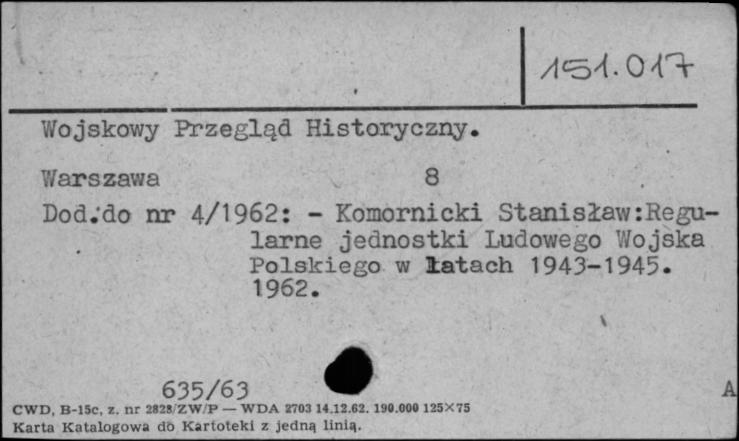 151.017
Wojskowy Przegląd Historyczny.
Warszawa 8
Dod.do nr 4/1962: - Komornicki Stanisław:Regu-
larne jednostki Ludowego Wojska
Polskiego w latach 1943-1945.
1962.
635/63
A
CWD, B-15c, z. nr 2828/ZW/P — WDA 2703 14.12.62. 190.000 125×75
Karta Katalogowa do Kartoteki z jedną linią.